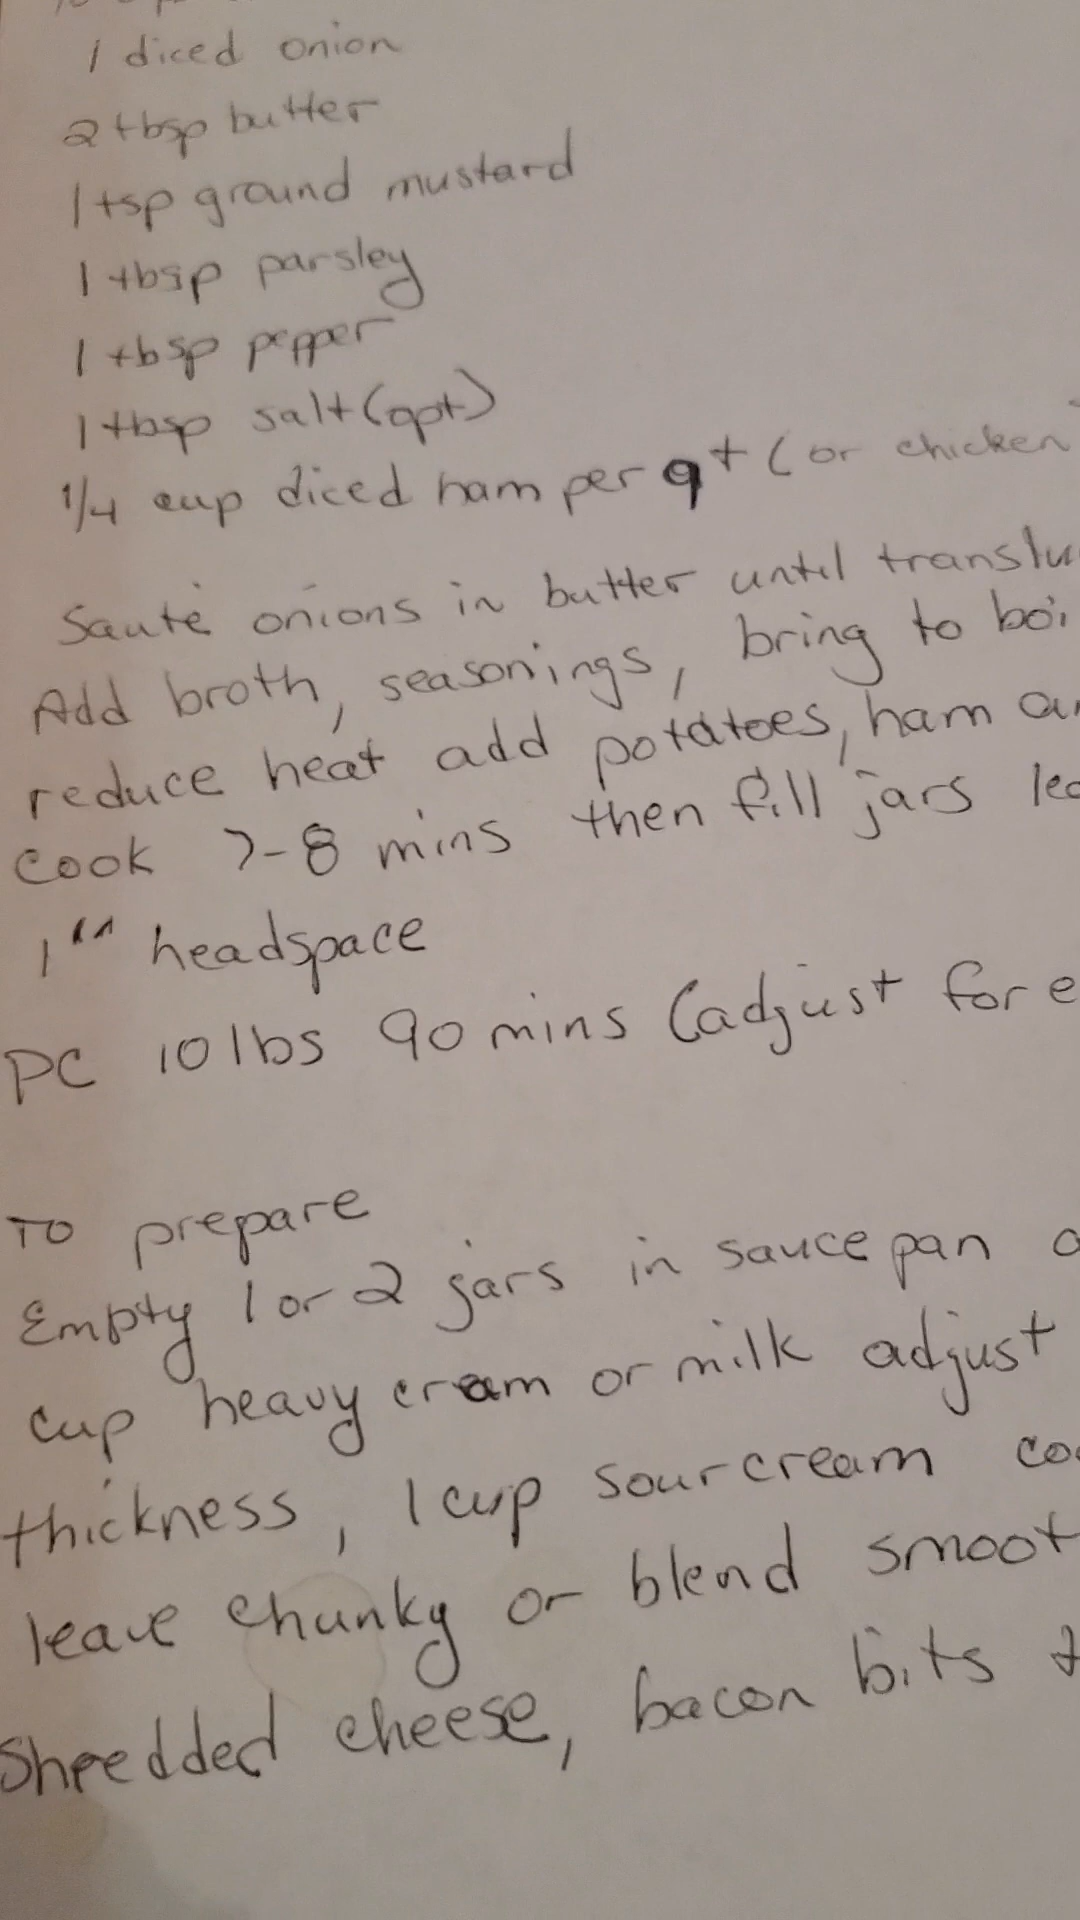 1 diced onion
2 tbsp butter
1 tsp ground mustard
1 tbsp parsley
1 tbsp pepper
1 tbsp salt (opt)
1/4 cup diced ham per qt (or chicken
Sauté onions in butter until translu
Add broth, seasonings, bring to boi
reduce heat add potatoes, ham
cook 7-8 mins then fill jars
1" headspace
PC 10 lbs 90 mins (adjust for e
To prepare
Empty 1 or 2 jars in sauce pan
cup heavy cream or milk adjust
thickness, 1 cup sour cream
leave chunky or blend smoot
Shredded cheese, bacon bits